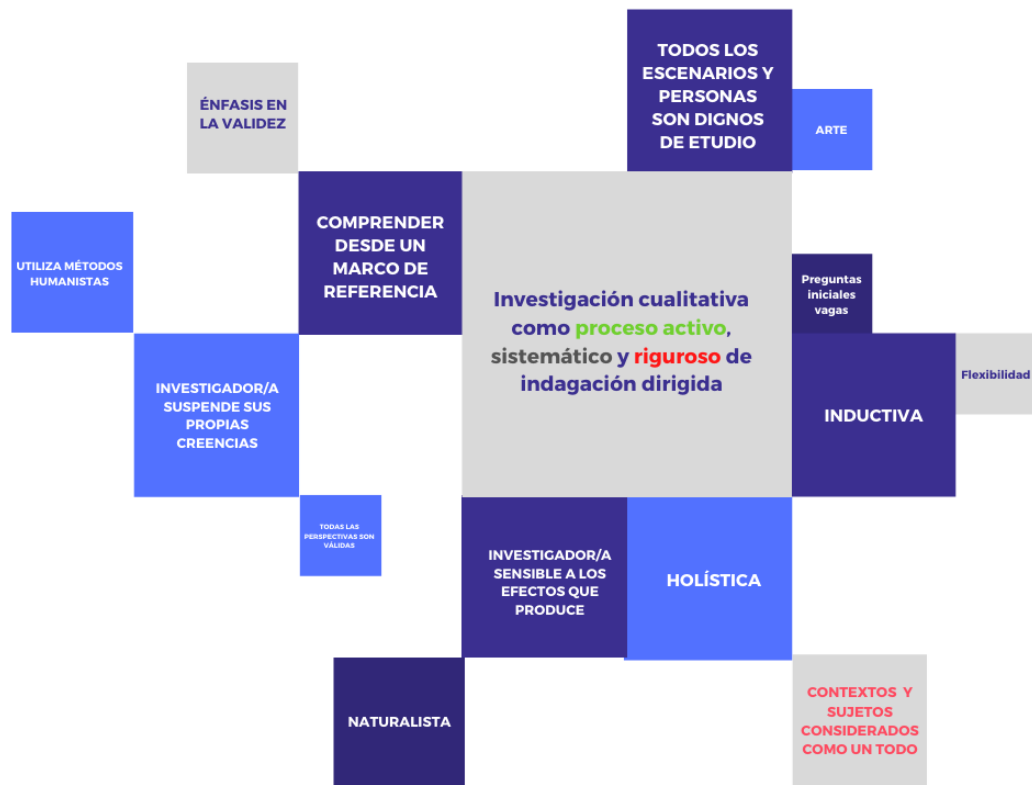 TODOS LOS
ESCENARIOS Y
PERSONAS
SON DIGNOS
DE ETUDIO
ARTE
ÉNFASIS EN
LA VALIDEZ
COMPRENDER
DESDE UN
MARCO DE
REFERENCIA
UTILIZA MÉTODOS
HUMANISTAS
Investigación cualitativa
como proceso activo,
sistemático y riguroso de
indagación dirigida
Preguntas
iniciales
vagas
Flexibilidad
INDUCTIVA
INVESTIGADOR/A
SUSPENDE SUS
PROPIAS
CREENCIAS
TODAS LAS
PERSPECTIVAS SON
VÁLIDAS
INVESTIGADOR/A
SENSIBLE A LOS
EFECTOS QUE
PRODUCE
HOLÍSTICA
NATURALISTA
CONTEXTOS Y
SUJETOS
CONSIDERADOS
COMO UN TODO